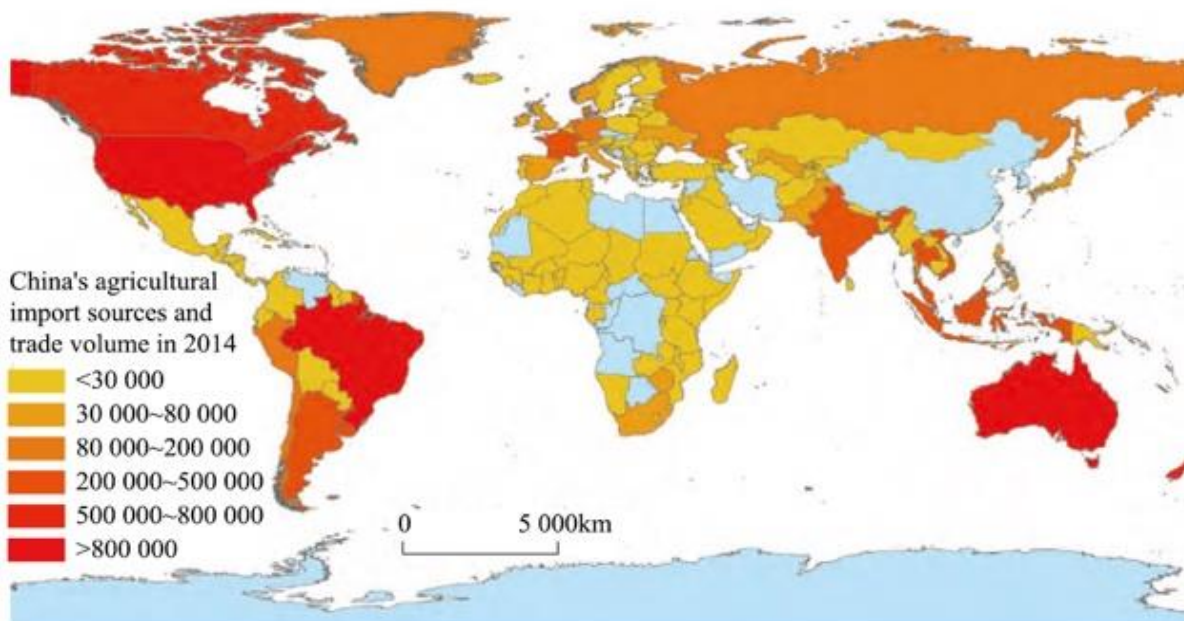 China's agricultural
import sources and
trade volume in 2014
<30 000
30 000~80 000
80 000~200 000
200 000~500 000
500 000~800 000
>800 000
0 5 000km